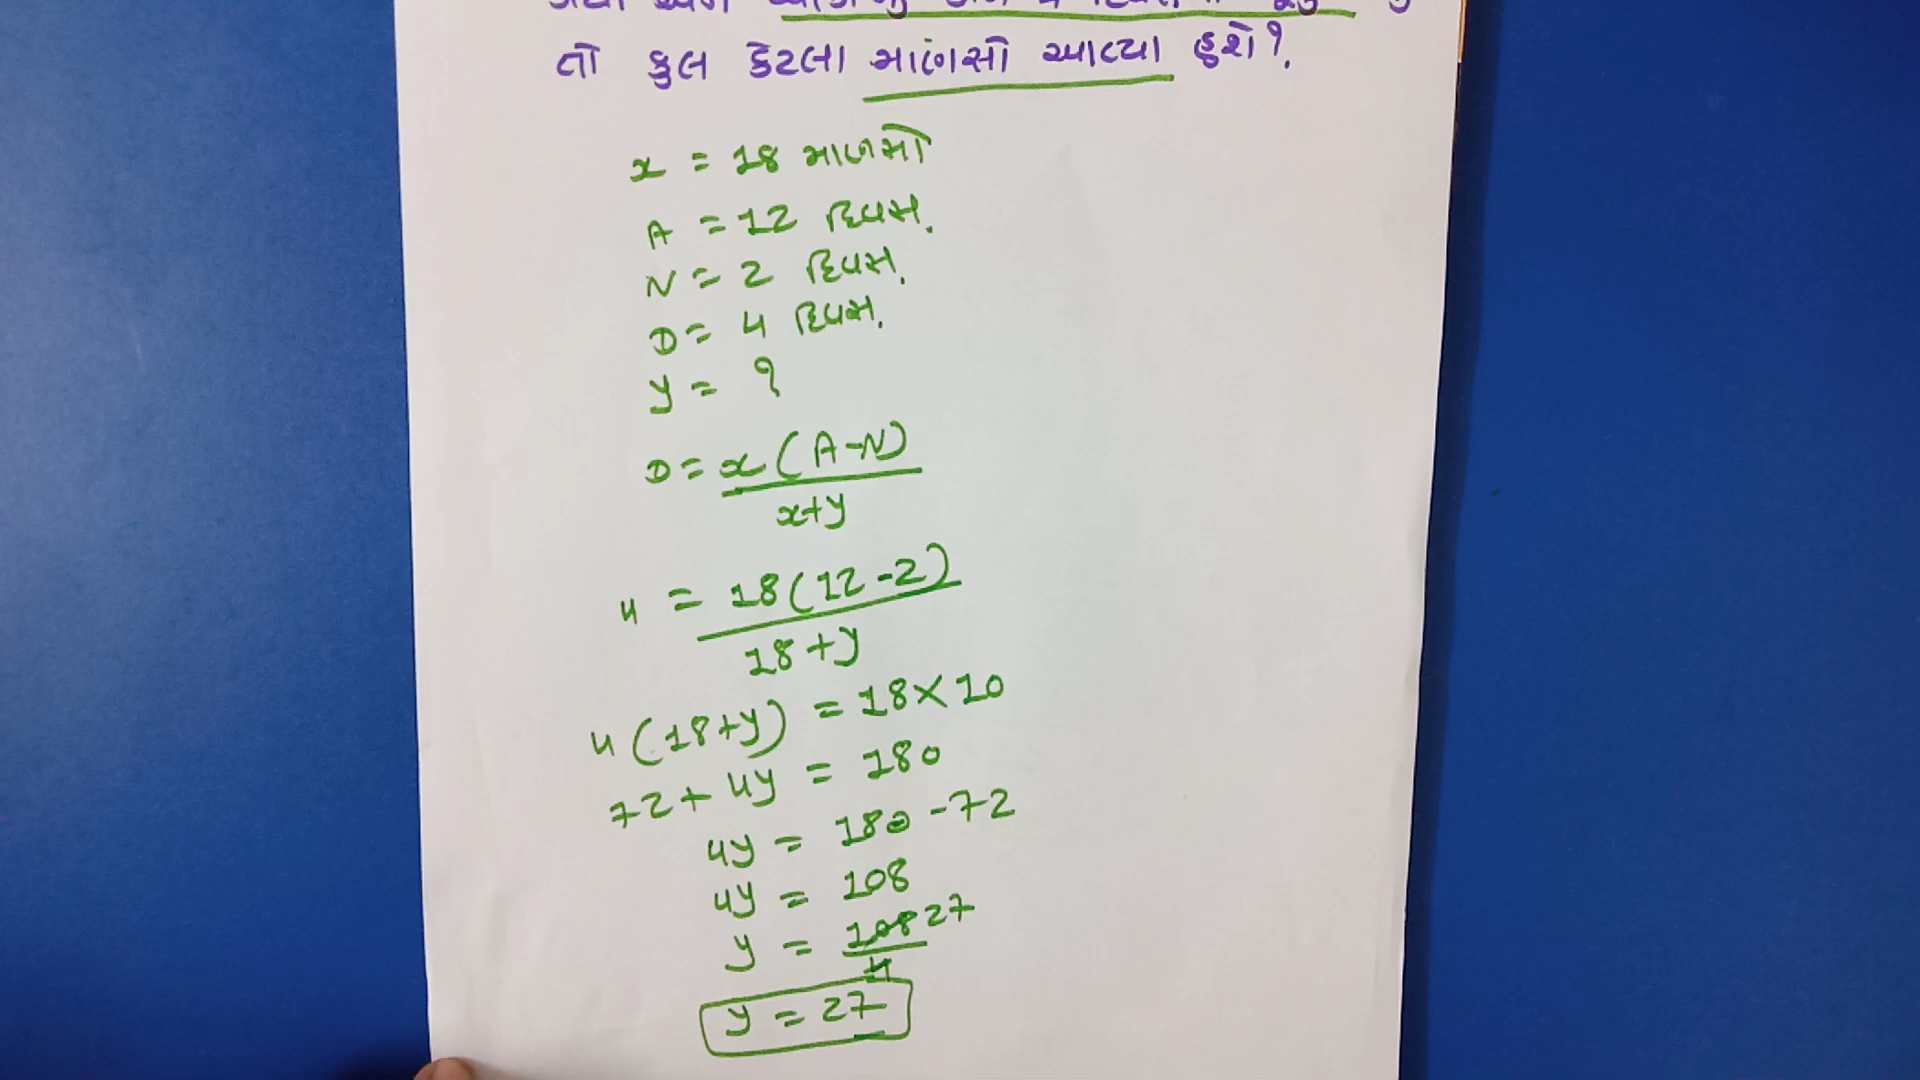 તો કુલ કેટલા માણસો આવ્યા હશે?
x = 18 માણસો
A = 12 દિવસ.
N = 2 દિવસ.
D = 4 દિવસ.
y = ?
D = x(A-N)
x+y
4 = 18(12-2)
18+y
4(18+y) = 18×10
72+4y = 180
4y = 180-72
4y = 108
y = 108 27
4
y = 27